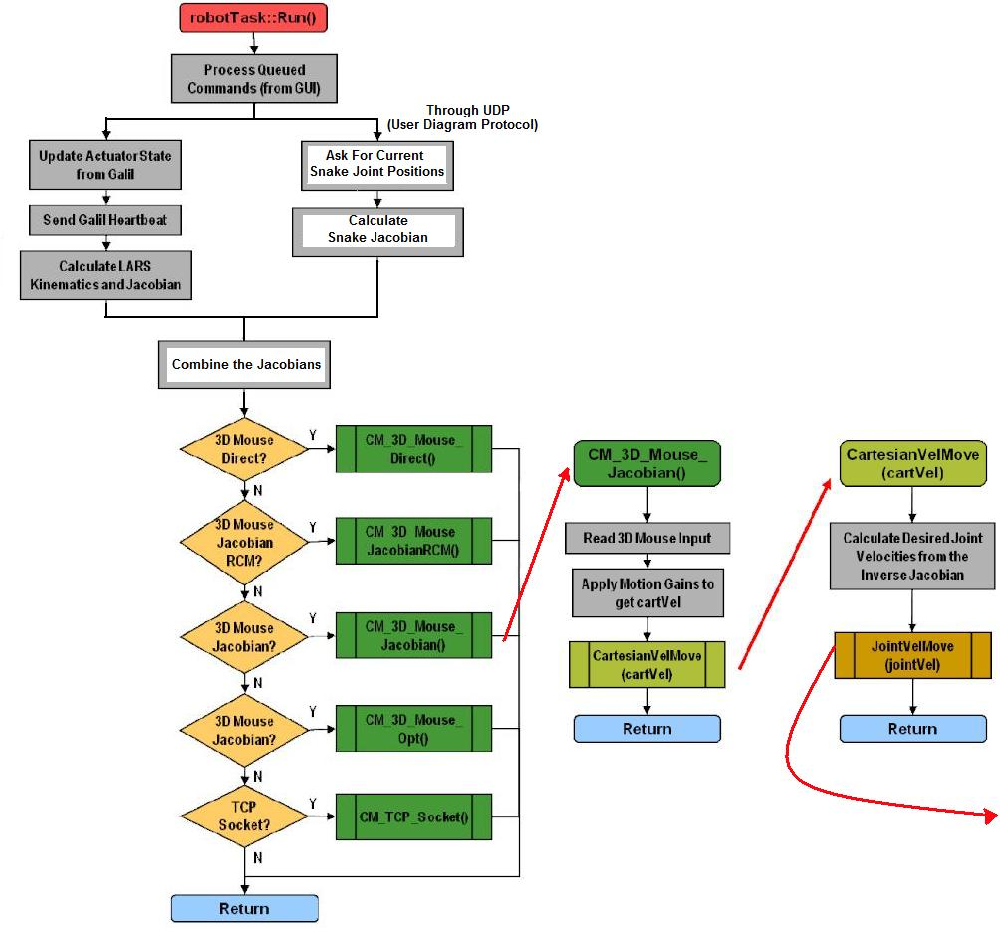 robotTask::Run()
Process Queued
Commands (from GUI)
Through UDP
(User Diagram Protocol)
Update Actuator State
from Galil
Send Galil Heartbeat
Calculate LARS
Kinematics and Jacobian
Ask For Current
Snake Joint Positions
Calculate
Snake Jacobian
Combine the Jacobians
3D Mouse
Direct?
Y
CM_3D_Mouse_
Direct()
N
3D Mouse
Jacobian
RCM?
Y
CM_3D_Mouse
JacobianRCM()
N
3D Mouse
Jacobian?
Y
CM_3D_Mouse_
Jacobian()
N
3D Mouse
Jacobian?
Y
CM_3D_Mouse_
Opt()
N
TCP
Socket?
Y
CM_TCP_Socket()
N
Return
CM_3D_Mouse_
Jacobian()
Read 3D Mouse Input
Apply Motion Gains to
get cartVel
CartesianVelMove
(cartVel)
Return
CartesianVelMove
(cartVel)
Calculate Desired Joint
Velocities from the
Inverse Jacobian
JointVelMove
(jointVel)
Return